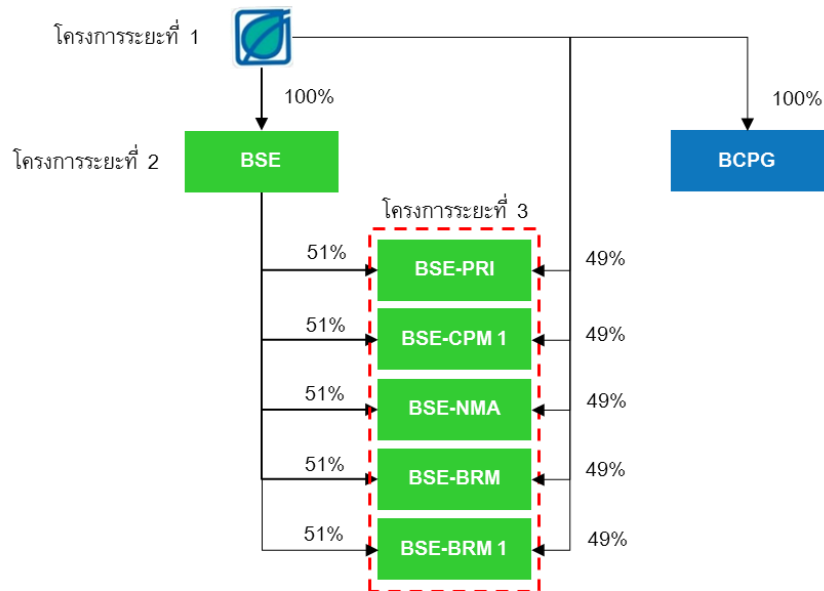 โครงการระยะที่ 1
100%
100%
โครงการระยะที่ 2
BSE
BCPG
โครงการระยะที่ 3
51%
BSE-PRI
49%
51%
BSE-CPM 1
49%
51%
BSE-NMA
49%
51%
BSE-BRM
49%
51%
BSE-BRM 1
49%